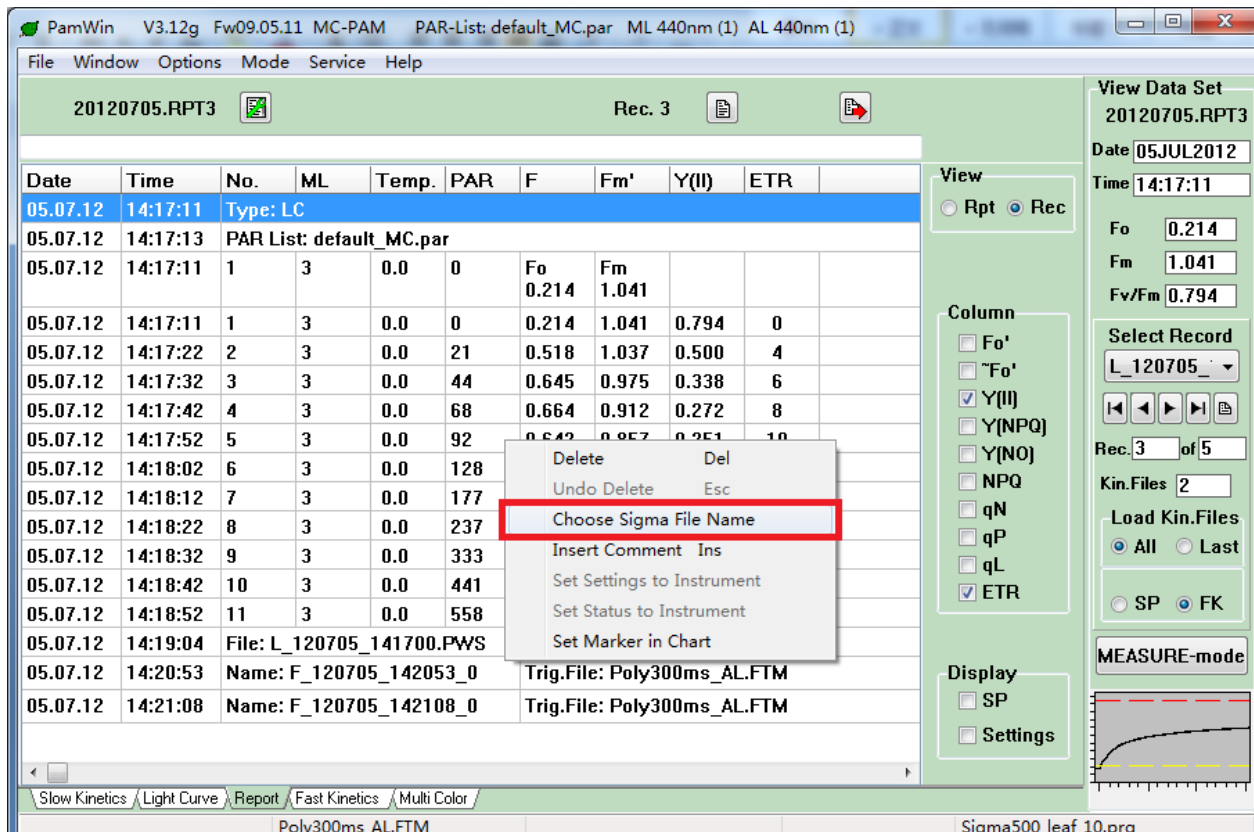 PamWin V3.12g Fw09.05.11 MC-PAM PAR-List: default_MC.par ML 440nm (1) AL 440nm (1)
File Window Options Mode Service Help
20120705.RPT3 Rec. 3
Date Time No. ML Temp. PAR F Fm' Y(II) ETR
05.07.12 14:17:11 Type: LC
05.07.12 14:17:13 PAR List: default_MC.par
05.07.12 14:17:11 1 3 0.0 0 Fo Fm
0.214 1.041
05.07.12 14:17:11 1 3 0.0 0 0.214 1.041 0.794 0
05.07.12 14:17:22 2 3 0.0 21 0.518 1.037 0.500 4
05.07.12 14:17:32 3 3 0.0 44 0.645 0.975 0.338 6
05.07.12 14:17:42 4 3 0.0 68 0.664 0.912 0.272 8
05.07.12 14:17:52 5 3 0.0 92
05.07.12 14:18:02 6 3 0.0 128
05.07.12 14:18:12 7 3 0.0 177
05.07.12 14:18:22 8 3 0.0 237
05.07.12 14:18:32 9 3 0.0 333
05.07.12 14:18:42 10 3 0.0 441
05.07.12 14:18:52 11 3 0.0 558
05.07.12 14:19:04 File: L_120705_141700.PWS
05.07.12 14:20:53 Name: F_120705_142053_0 Trig.File: Poly300ms_AL.FTM
05.07.12 14:21:08 Name: F_120705_142108_0 Trig.File: Poly300ms_AL.FTM
Delete Del
Undo Delete Esc
Choose Sigma File Name
Insert Comment Ins
Set Settings to Instrument
Set Status to Instrument
Set Marker in Chart
View
Rpt Rec
Column
Fo'
~Fo'
Y(II)
Y(NPQ)
Y(NO)
NPQ
qN
qP
qL
ETR
Display
SP
Settings
View Data Set
20120705.RPT3
Date 05JUL2012
Time 14:17:11
Fo 0.214
Fm 1.041
Fv/Fm 0.794
Select Record
L_120705_
Rec. 3 of 5
Kin.Files 2
Load Kin.Files
All Last
SP FK
MEASURE-mode
Slow Kinetics Light Curve Report Fast Kinetics Multi Color
Poly300ms_AL.FTM Sigma500_leaf_10.prg